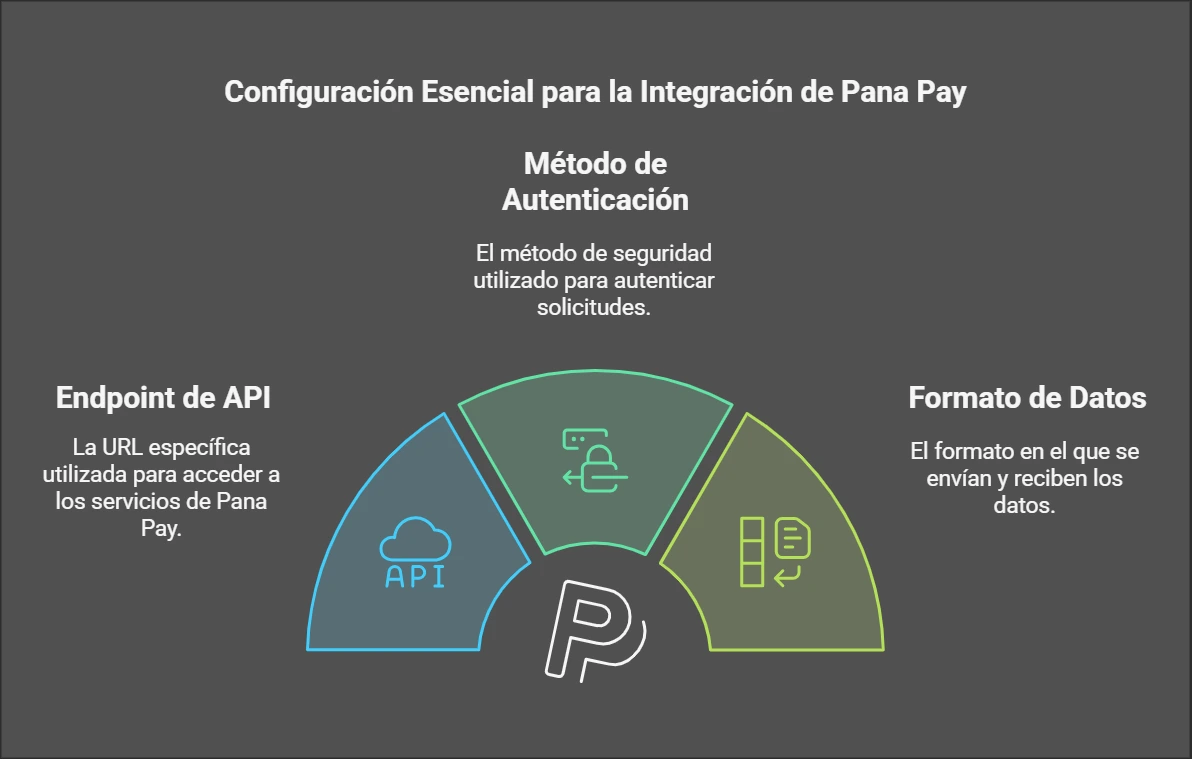 Configuración Esencial para la Integración de Pana Pay
Método de
Autenticación
El método de seguridad
utilizado para autenticar
solicitudes.
Endpoint de API
La URL específica
utilizada para acceder a
los servicios de Pana
Pay.
Formato de Datos
El formato en el que se
envían y reciben los
datos.
API